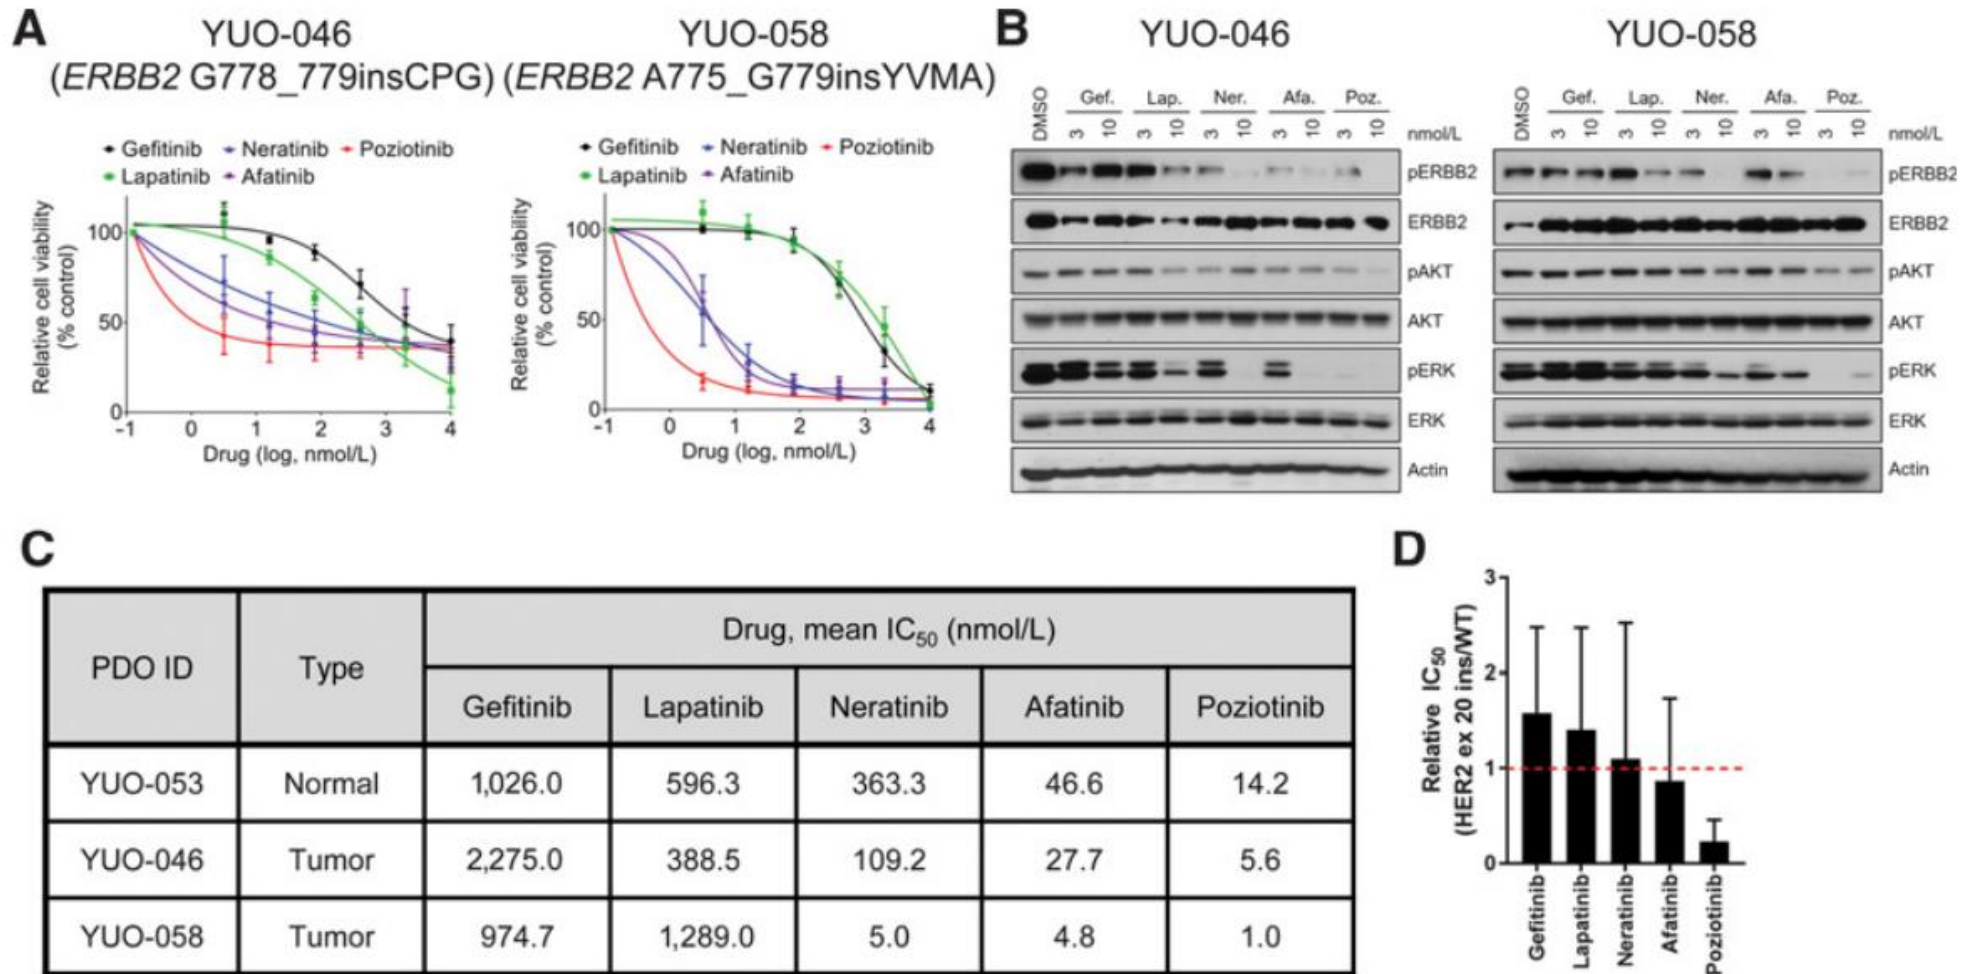 A
YUO-046
(ERBB2 G778_779insCPG)
Gefitinib Neratinib Poziotinib
Lapatinib Afatinib
Relative cell viability
(% control)
100
50
0
-1 0 1 2 3 4
Drug (log, nmol/L)
YUO-058
(ERBB2 A775_G779insYVMA)
Gefitinib Neratinib Poziotinib
Lapatinib Afatinib
Relative cell viability
(% control)
100
50
0
-1 0 1 2 3 4
Drug (log, nmol/L)
B
YUO-046
DMSO Gef. Lap. Ner. Afa. Poz.
3 10 3 10 3 10 3 10 3 10 nmol/L
pERBB2
ERBB2
pAKT
AKT
pERK
ERK
Actin
YUO-058
DMSO Gef. Lap. Ner. Afa. Poz.
3 10 3 10 3 10 3 10 3 10 nmol/L
pERBB2
ERBB2
pAKT
AKT
pERK
ERK
Actin
C
PDO ID Type Drug, mean IC50 (nmol/L)
Gefitinib Lapatinib Neratinib Afatinib Poziotinib
YUO-053 Normal 1,026.0 596.3 363.3 46.6 14.2
YUO-046 Tumor 2,275.0 388.5 109.2 27.7 5.6
YUO-058 Tumor 974.7 1,289.0 5.0 4.8 1.0
D
Relative IC50
(HER2 ex 20 ins/WT)
3
2
1
0
Gefitinib
Lapatinib
Neratinib
Afatinib
Poziotinib